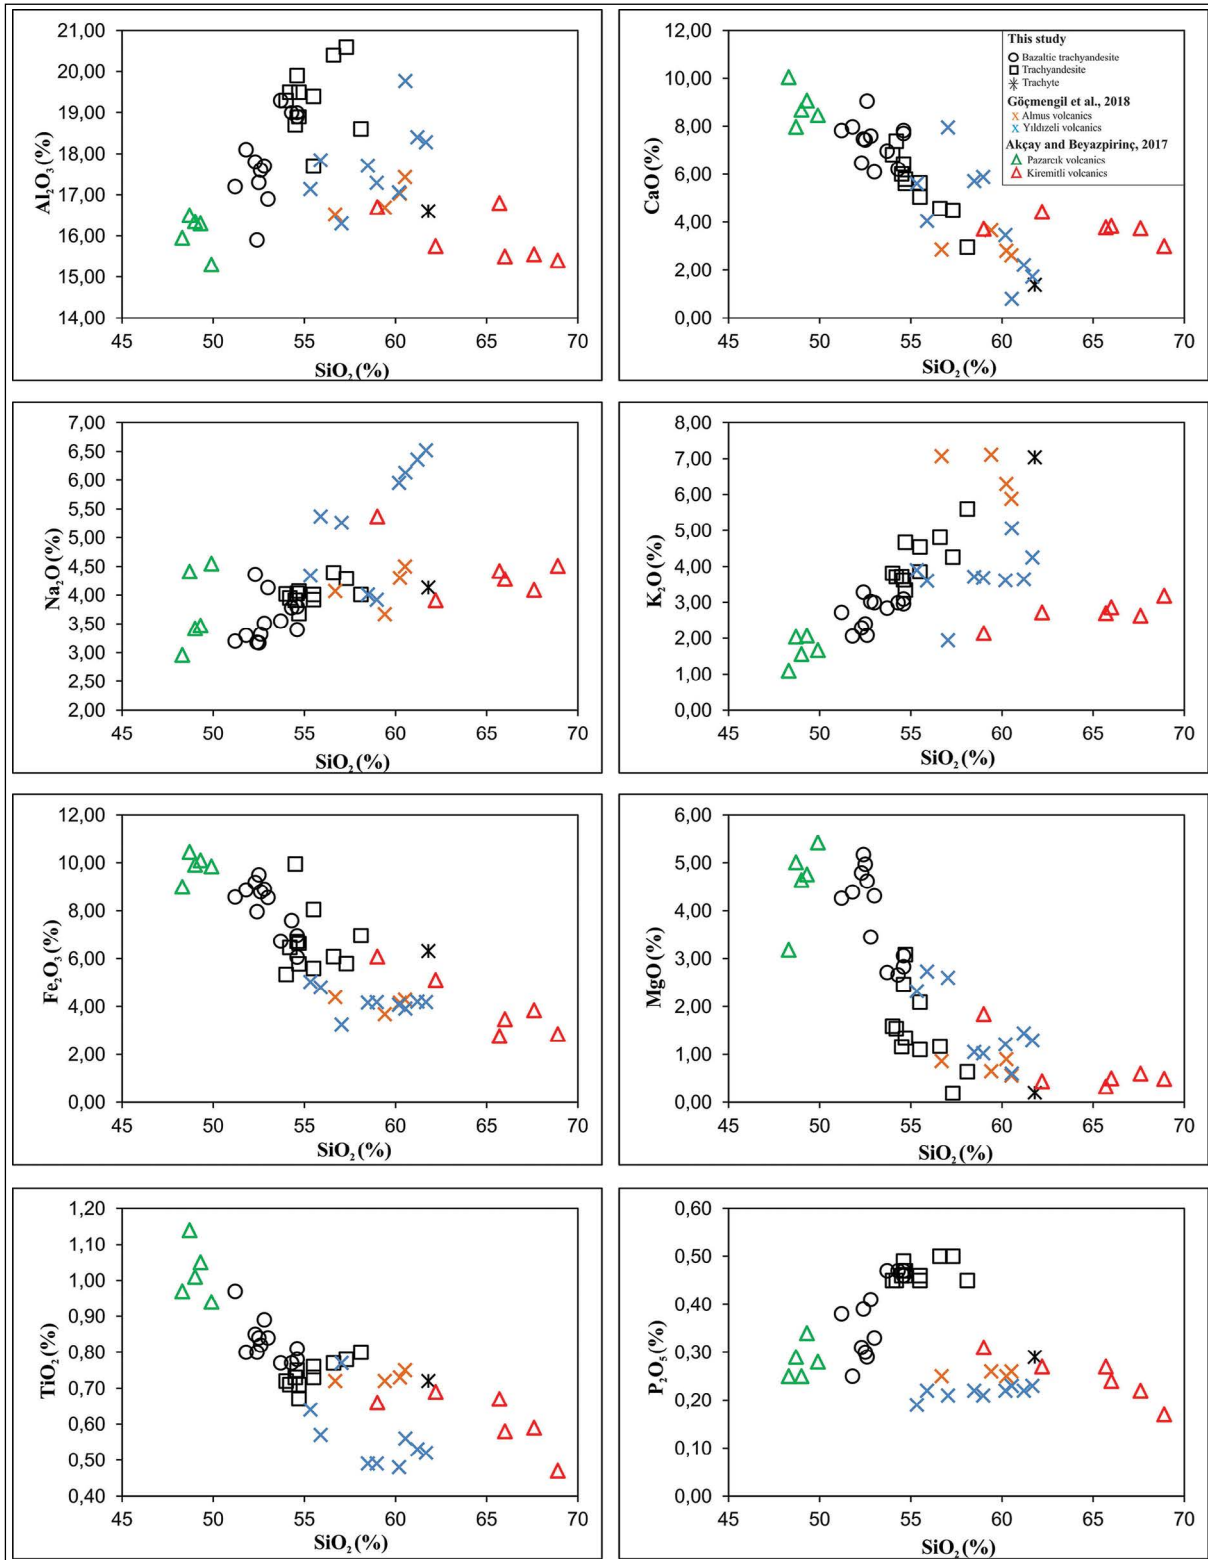 21,00
20,00
19,00
18,00
17,00
16,00
15,00
14,00
Al₂O₃(%)
45 50 55 60 65 70
SiO₂(%)
12,00
10,00
8,00
6,00
4,00
2,00
0,00
CaO(%)
45 50 55 60 65 70
SiO₂(%)
This study
Bazaltic trachyandesite
Trachyandesite
Trachyte
Göçmengil et al., 2018
Almus volcanics
Yıldızeli volcanics
Akçay and Beyazpirinç, 2017
Pazarcık volcanics
Kiremitli volcanics
7,00
6,50
6,00
5,50
5,00
4,50
4,00
3,50
3,00
2,50
2,00
Na₂O(%)
45 50 55 60 65 70
SiO₂(%)
8,00
7,00
6,00
5,00
4,00
3,00
2,00
1,00
0,00
K₂O(%)
45 50 55 60 65 70
SiO₂(%)
12,00
10,00
8,00
6,00
4,00
2,00
0,00
Fe₂O₃(%)
45 50 55 60 65 70
SiO₂(%)
6,00
5,00
4,00
3,00
2,00
1,00
0,00
MgO(%)
45 50 55 60 65 70
SiO₂(%)
1,20
1,10
1,00
0,90
0,80
0,70
0,60
0,50
0,40
TiO₂(%)
45 50 55 60 65 70
SiO₂(%)
0,60
0,50
0,40
0,30
0,20
0,10
0,00
P₂O₅(%)
45 50 55 60 65 70
SiO₂(%)